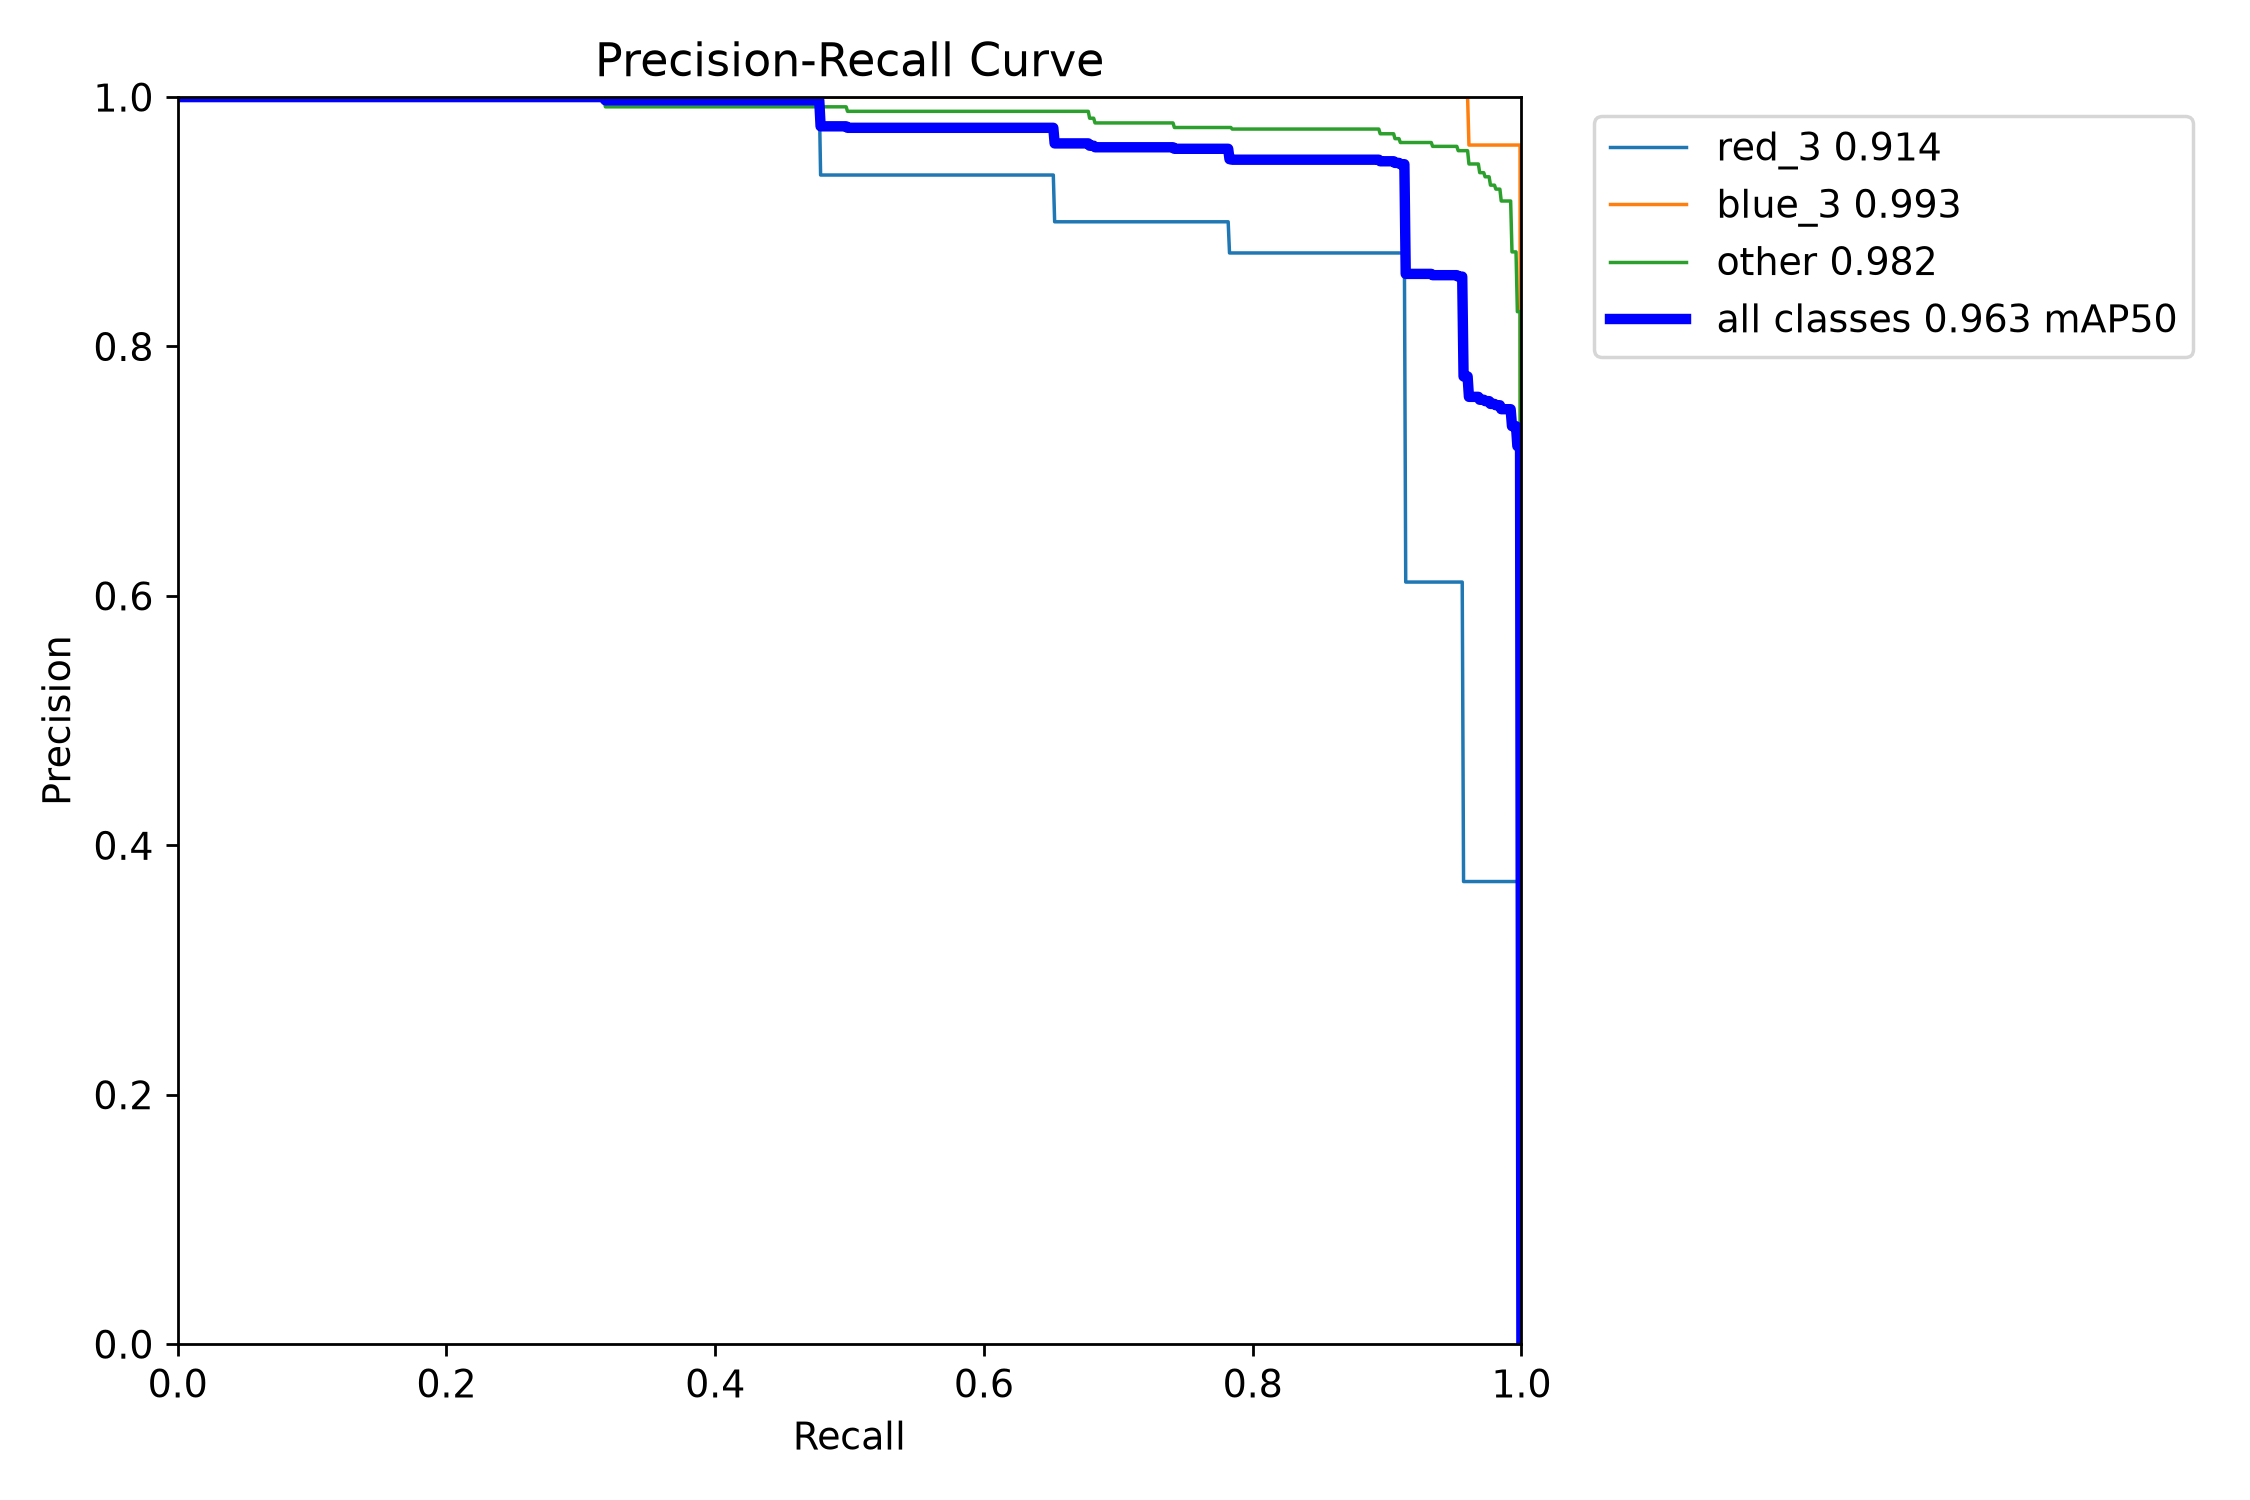 Precision-Recall Curve
1.0
0.8
0.6
0.4
0.2
0.0
Precision
0.0 0.2 0.4 0.6 0.8 1.0
Recall
red_3 0.914
blue_3 0.993
other 0.982
all classes 0.963 mAP50